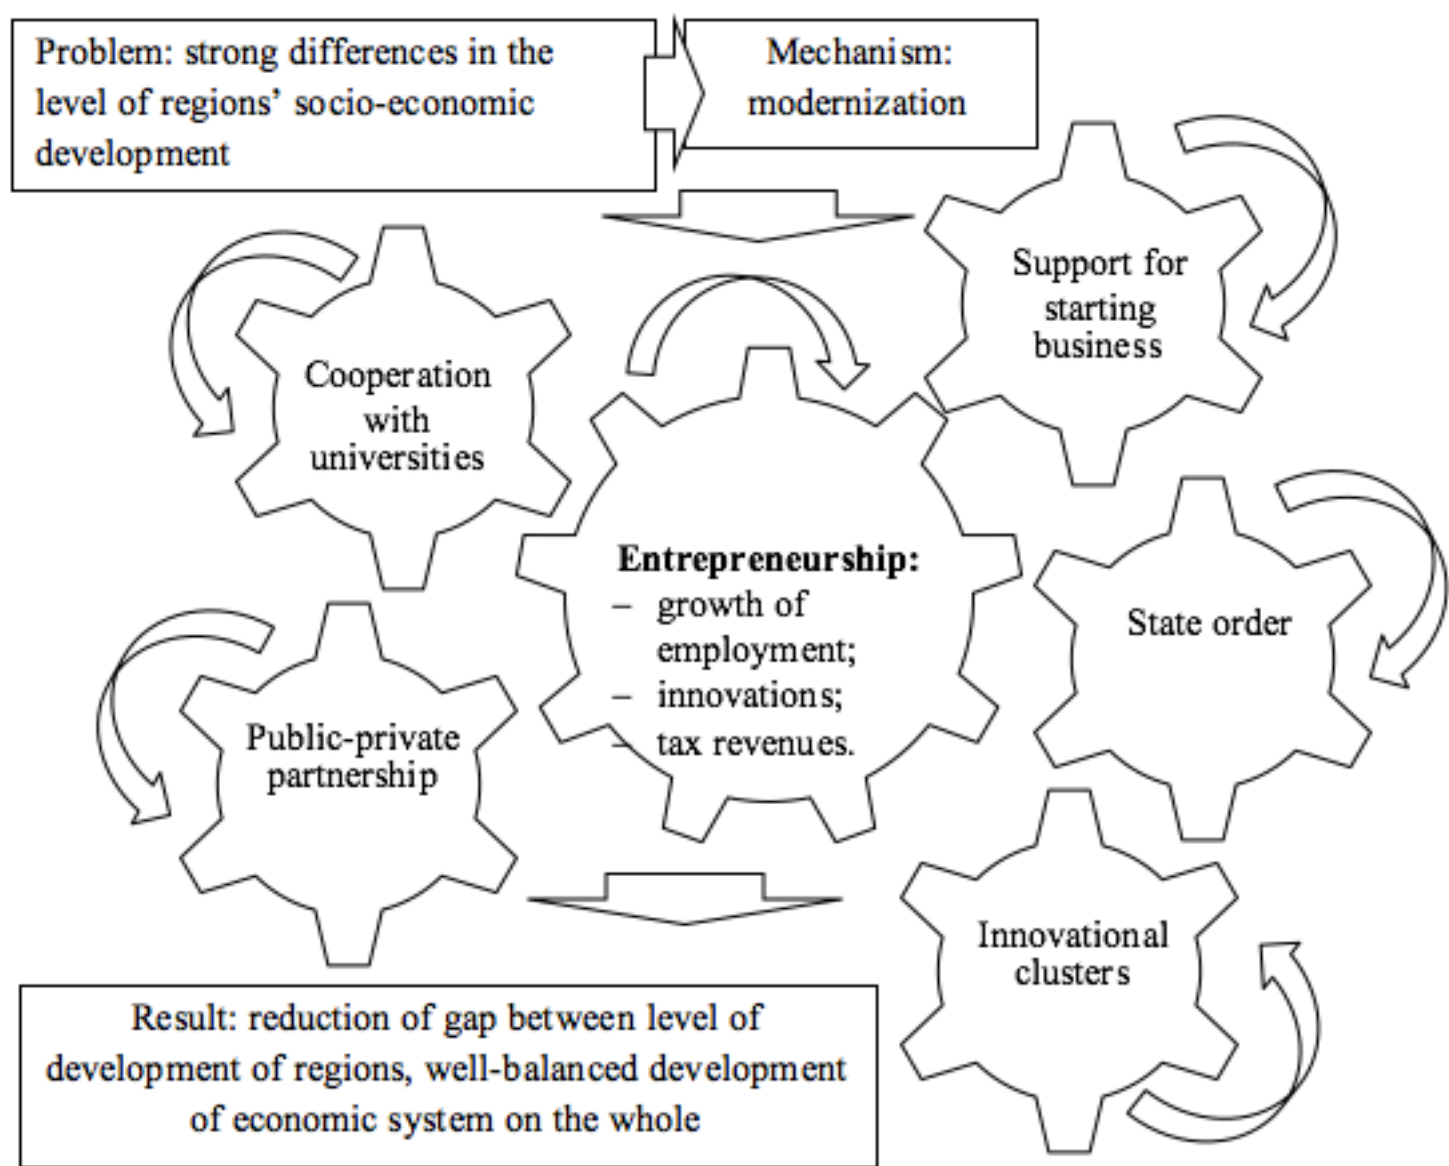 Problem: strong differences in the
level of regions’ socio-economic
development
Mechanism:
modernization
Support for
starting
business
Cooperation
with
universities
Entrepreneurship:
– growth of
employment;
– innovations;
– tax revenues.
State order
Public-private
partnership
Innovational
clusters
Result: reduction of gap between level of
development of regions, well-balanced development
of economic system on the whole